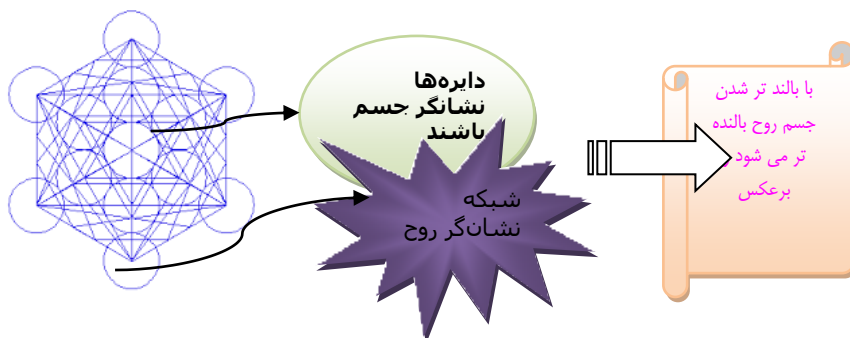 دایره‌ها
نشانگر جسم
باشند
شبکه
نشان‌گر روح
با بالند تر شدن
جسم روح بالنده
تر می شود و
برعکس